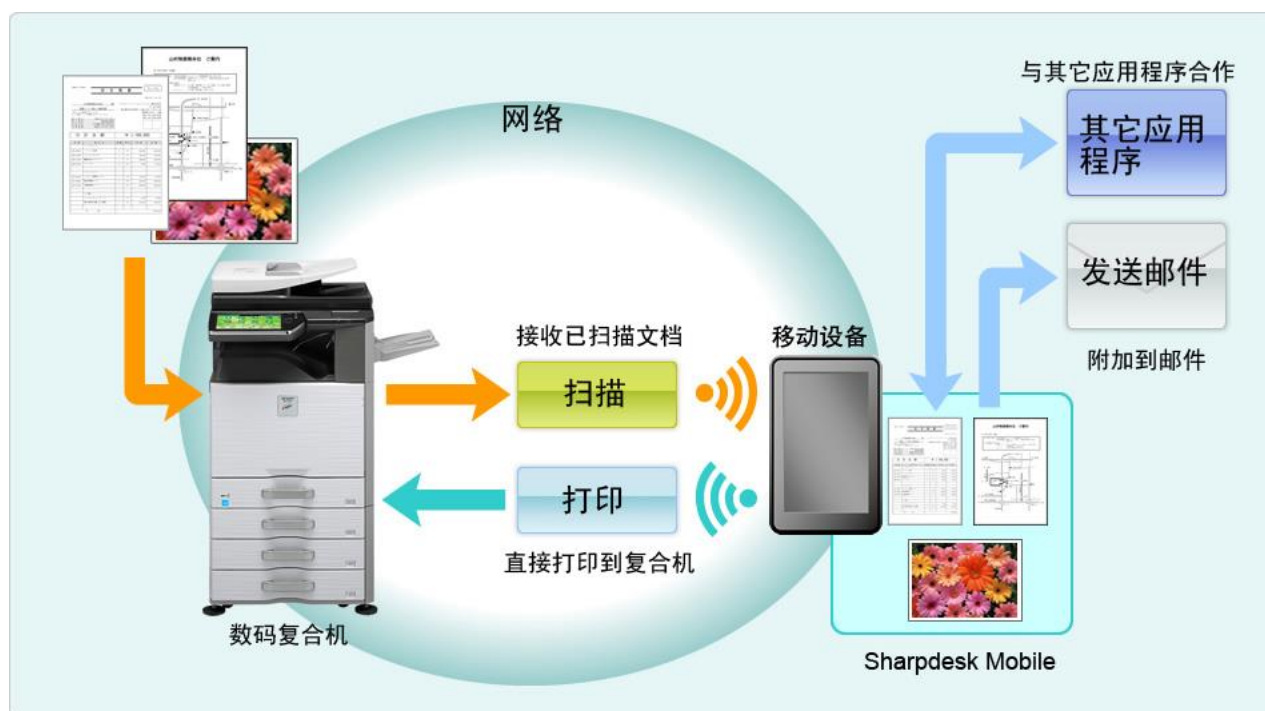 与其它应用程序合作
网络
其它应用
程序
发送邮件
附加到邮件
接收已扫描文档
移动设备
扫描
打印
直接打印到复合机
数码复合机
Sharpdesk Mobile